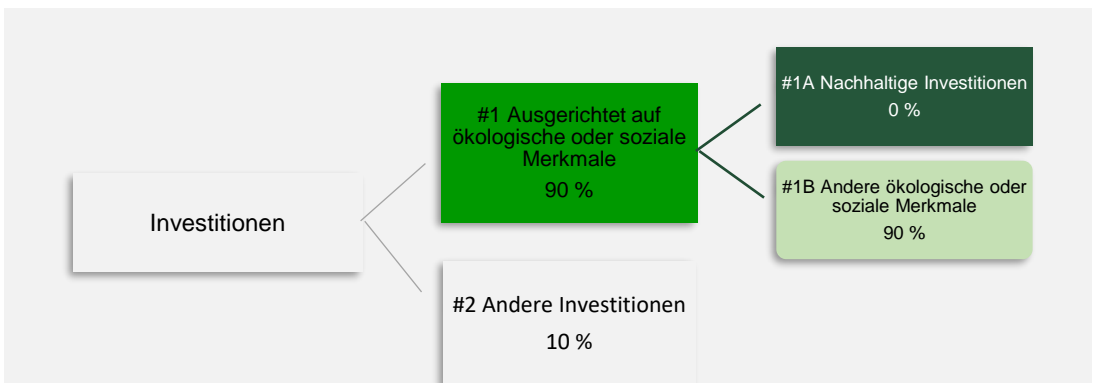 Investitionen
#1 Ausgerichtet auf
ökologische oder soziale
Merkmale
90 %
#2 Andere Investitionen
10 %
#1A Nachhaltige Investitionen
0 %
#1B Andere ökologische oder
soziale Merkmale
90 %